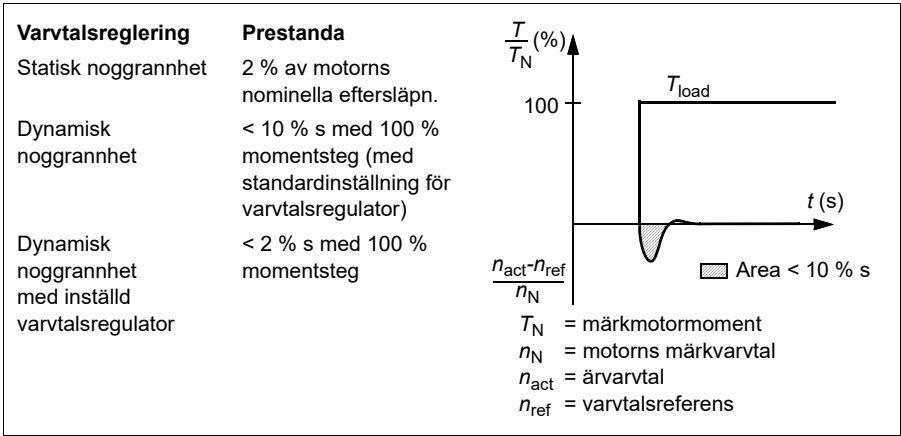 Varvtalsreglering Prestanda
Statisk noggrannhet 2 % av motorns
nominella eftersläpn.
Dynamisk < 10 % s med 100 %
noggrannhet momentsteg (med
standardinställning för
varvtalsregulator)
Dynamisk < 2 % s med 100 %
noggrannhet momentsteg
med inställd
varvtalsregulator
T/T_N (%)
T_load
100
t (s)
n_act-n_ref/n_N
Area < 10 % s
T_N = märkmotormoment
n_N = motorns märkvarvtal
n_act = ärvarvtal
n_ref = varvtalsreferens